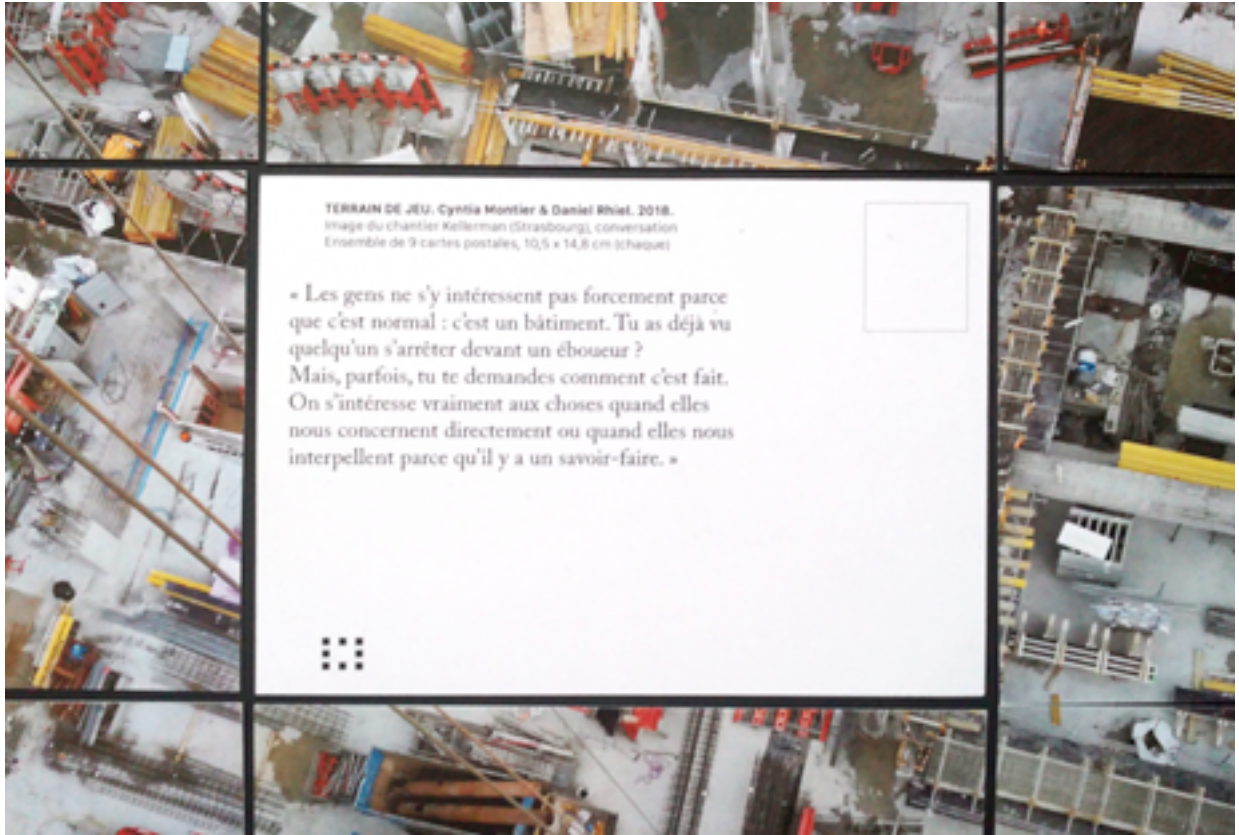 TERRAIN DE JEU. Cyntia Montier & Daniel Rhiel. 2018.
Image du chantier Kellerman (Strasbourg), conversation
Ensemble de 9 cartes postales, 10,5 x 14,8 cm (chaque)
« Les gens ne s'y intéressent pas forcement parce
que c'est normal : c'est un bâtiment. Tu as déjà vu
quelqu'un s'arrêter devant un éboueur ?
Mais, parfois, tu te demandes comment c'est fait.
On s'intéresse vraiment aux choses quand elles
nous concernent directement ou quand elles nous
interpellent parce qu'il y a un savoir-faire. »